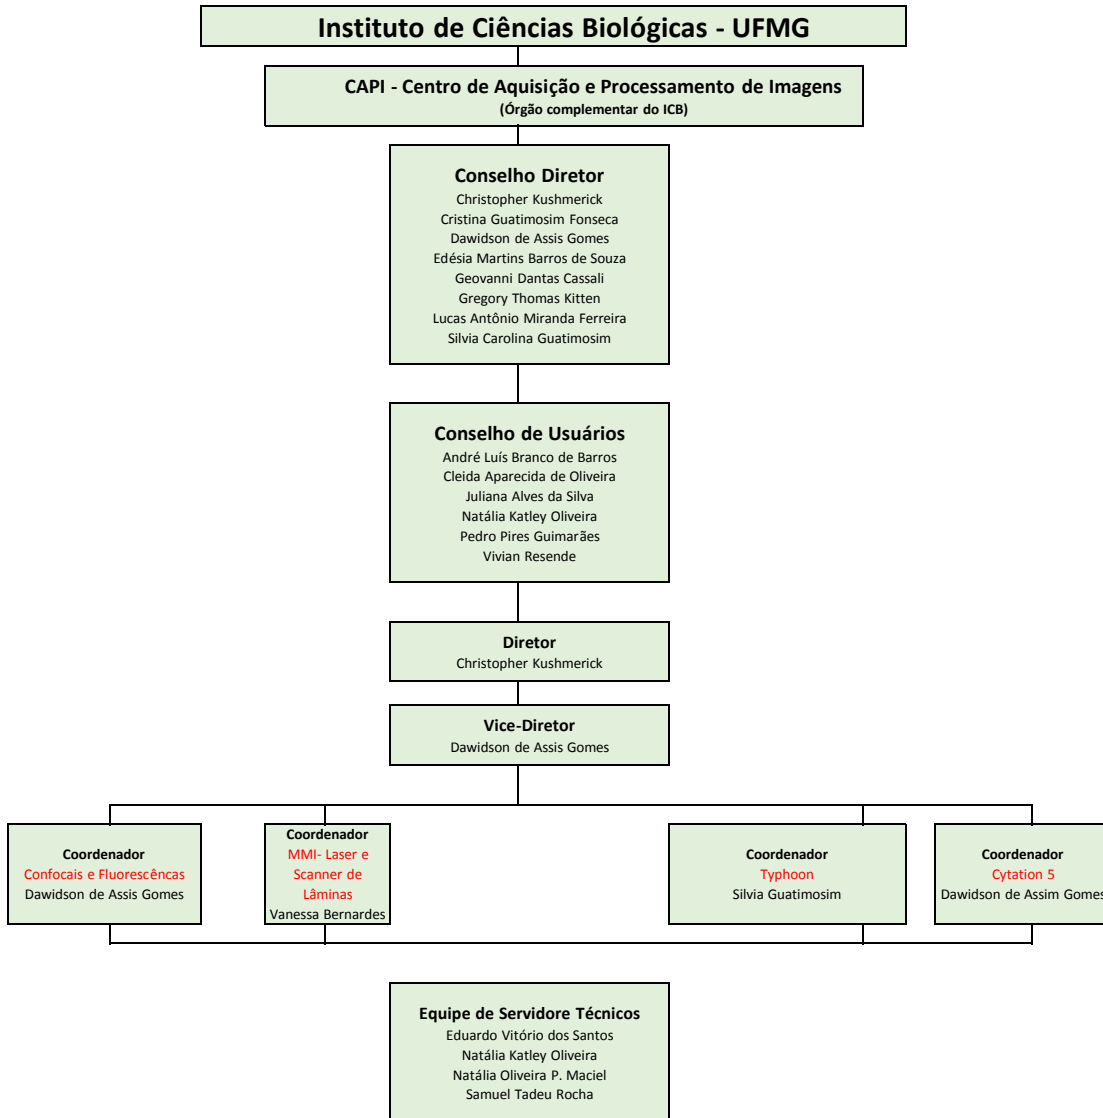 Instituto de Ciências Biológicas - UFMG
CAPI - Centro de Aquisição e Processamento de Imagens
(Órgão complementar do ICB)
Conselho Diretor
Christopher Kushmerick
Cristina Guatimosim Fonseca
Dawidson de Assis Gomes
Edésia Martins Barros de Souza
Geovanni Dantas Cassali
Gregory Thomas Kitten
Lucas Antônio Miranda Ferreira
Silvia Carolina Guatimosim
Conselho de Usuários
André Luís Branco de Barros
Cleida Aparecida de Oliveira
Juliana Alves da Silva
Natália Katley Oliveira
Pedro Pires Guimarães
Vivian Resende
Diretor
Christopher Kushmerick
Vice-Diretor
Dawidson de Assis Gomes
Coordenador
Confocais e Fluorescêncas
Dawidson de Assis Gomes
Coordenador
MMI- Laser e
Scanner de
Lâminas
Vanessa Bernardes
Coordenador
Typhoon
Silvia Guatimosim
Coordenador
Cytation 5
Dawidson de Assim Gomes
Equipe de Servidore Técnicos
Eduardo Vitório dos Santos
Natália Katley Oliveira
Natália Oliveira P. Maciel
Samuel Tadeu Rocha